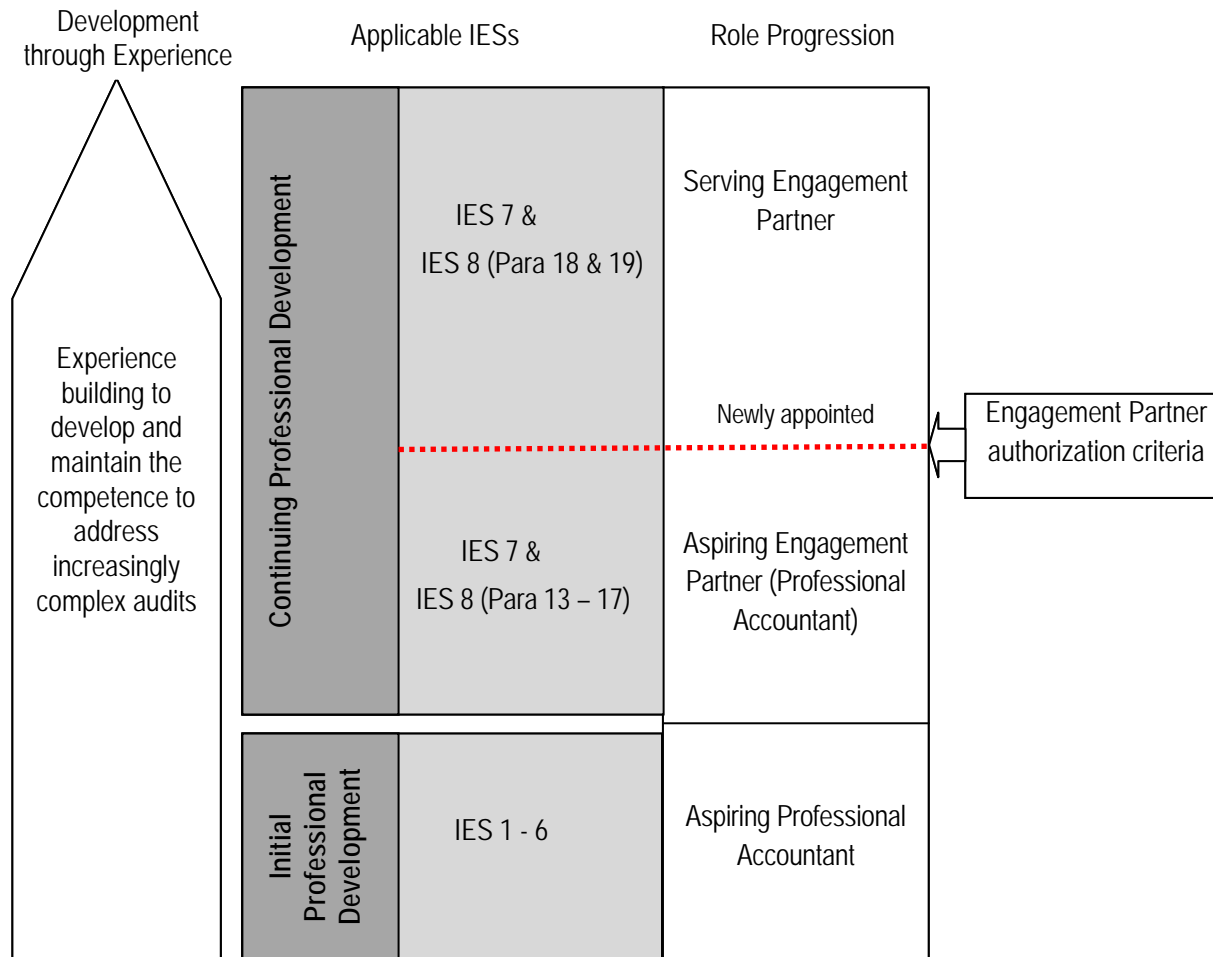 Development
through Experience
Applicable IESs
Role Progression
Experience
building to
develop and
maintain the
competence to
address
increasingly
complex audits
Continuing Professional Development
IES 7 &
IES 8 (Para 18 & 19)
Serving Engagement
Partner
Newly appointed
Engagement Partner
authorization criteria
IES 7 &
IES 8 (Para 13 – 17)
Aspiring Engagement
Partner (Professional
Accountant)
Initial
Professional
Development
IES 1 - 6
Aspiring Professional
Accountant